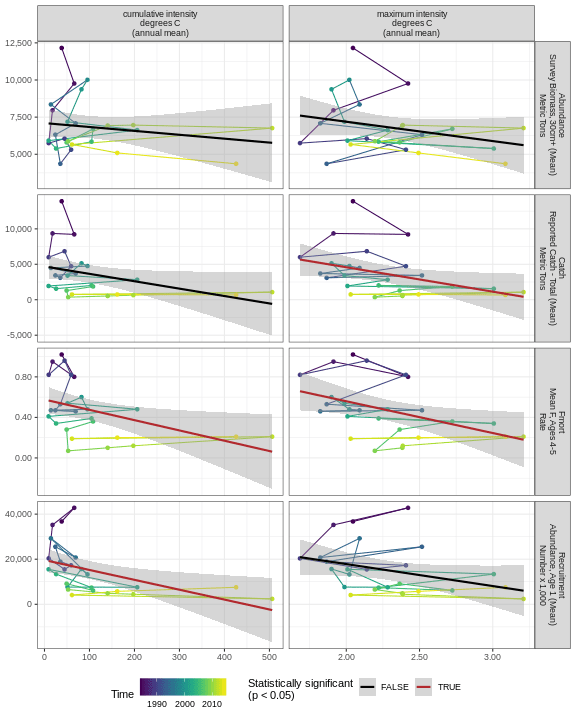 cumulative intensity
degrees C
(annual mean)
maximum intensity
degrees C
(annual mean)
12,500
10,000
7,500
5,000
Abundance
Survey Biomass, 30cm+ (Mean)
Metric Tons
10,000
5,000
0
-5,000
Catch
Reported Catch - Total (Mean)
Metric Tons
0.80
0.40
0.00
Fmort
Mean F, Ages 4-5
Rate
40,000
20,000
0
Recruitment
Abundance, Age 1 (Mean)
Number x 1,000
0
100
200
300
400
500
2.00
2.50
3.00
Time
1990
2000
2010
Statistically significant
(p < 0.05)
FALSE
TRUE